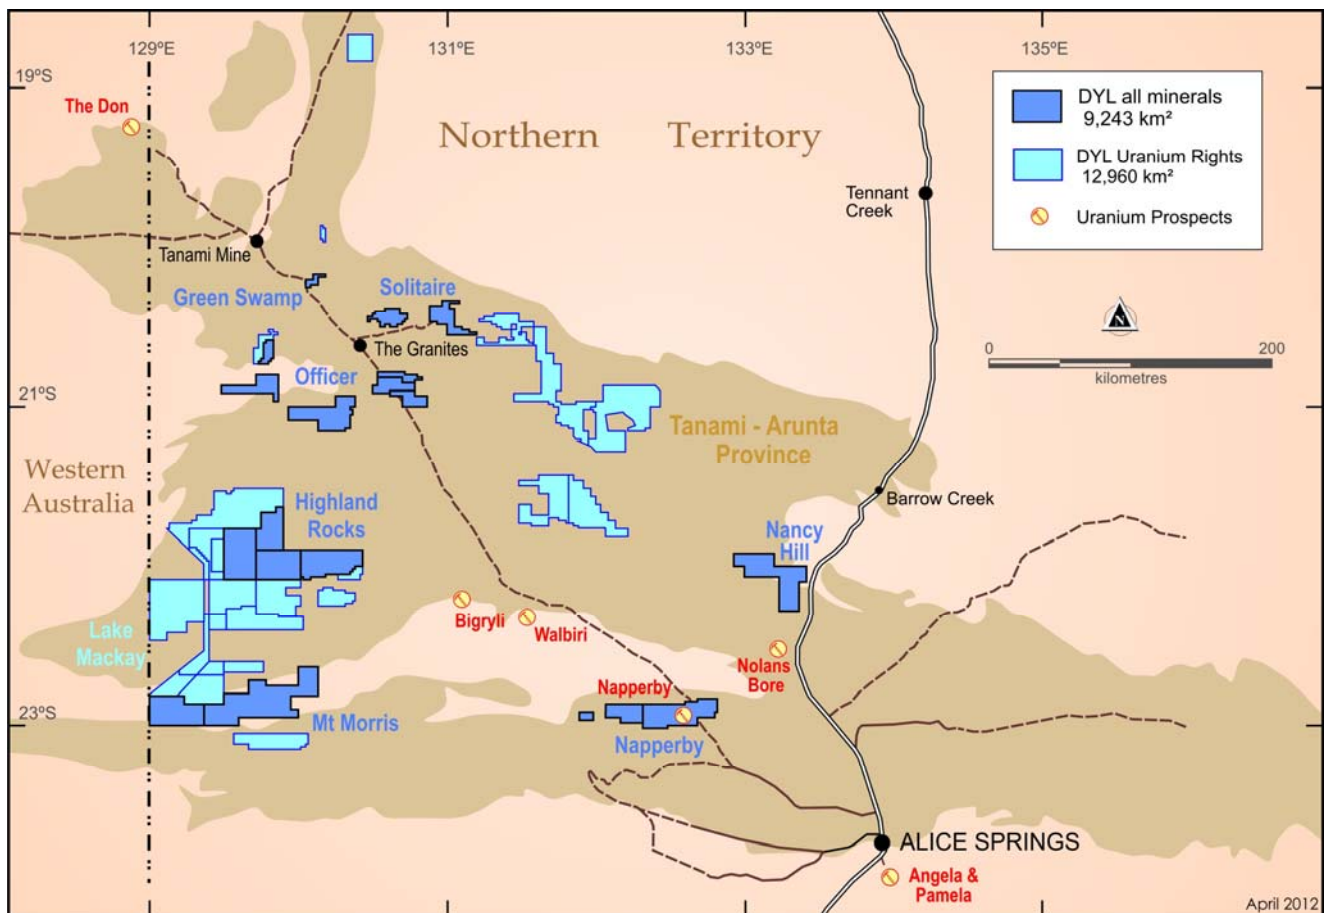 129ºE
131ºE
133ºE
135ºE
19ºS
The Don
Northern Territory
DYL all minerals
9,243 km²
DYL Uranium Rights
12,960 km²
Uranium Prospects
Tennant
Creek
Tanami Mine
Green Swamp
Solitaire
N
0
200
kilometres
The Granites
Officer
21ºS
Tanami - Arunta
Province
Western
Australia
Highland
Rocks
Barrow Creek
Nancy
Hill
Bigryli
Walbiri
Lake
Mackay
Nolans
Bore
Napperby
23ºS
Mt Morris
Napperby
ALICE SPRINGS
Angela &
Pamela
April 2012